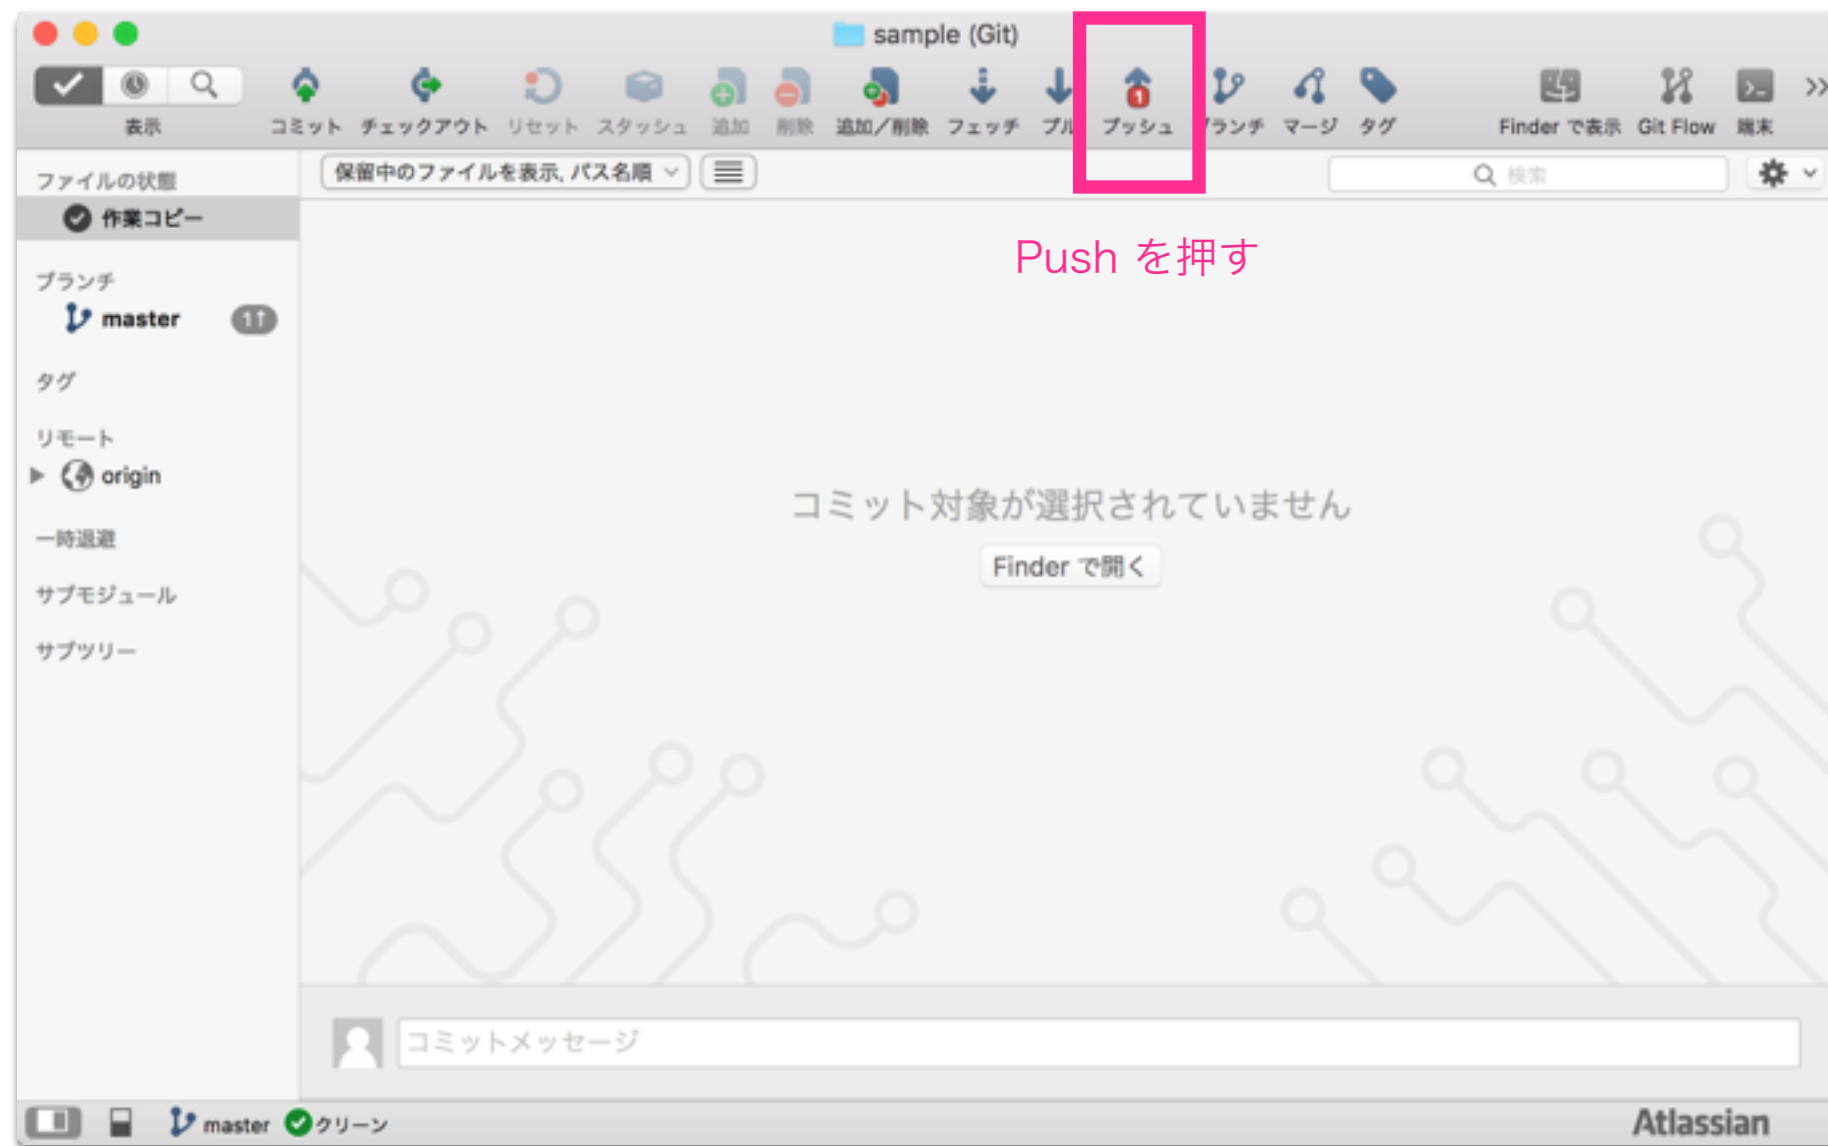 sample (Git)
表示
コミット
チェックアウト
リセット
スタッシュ
追加
削除
追加/削除
フェッチ
プル
1
プッシュ
ブランチ
マージ
タグ
Finder で表示
Git Flow
端末
ファイルの状態
保留中のファイルを表示, パス名順
検索
作業コピー
Push を押す
ブランチ
master 1↑
タグ
リモート
origin
コミット対象が選択されていません
一時退避
Finder で開く
サブモジュール
サブツリー
コミットメッセージ
master クリーン
Atlassian